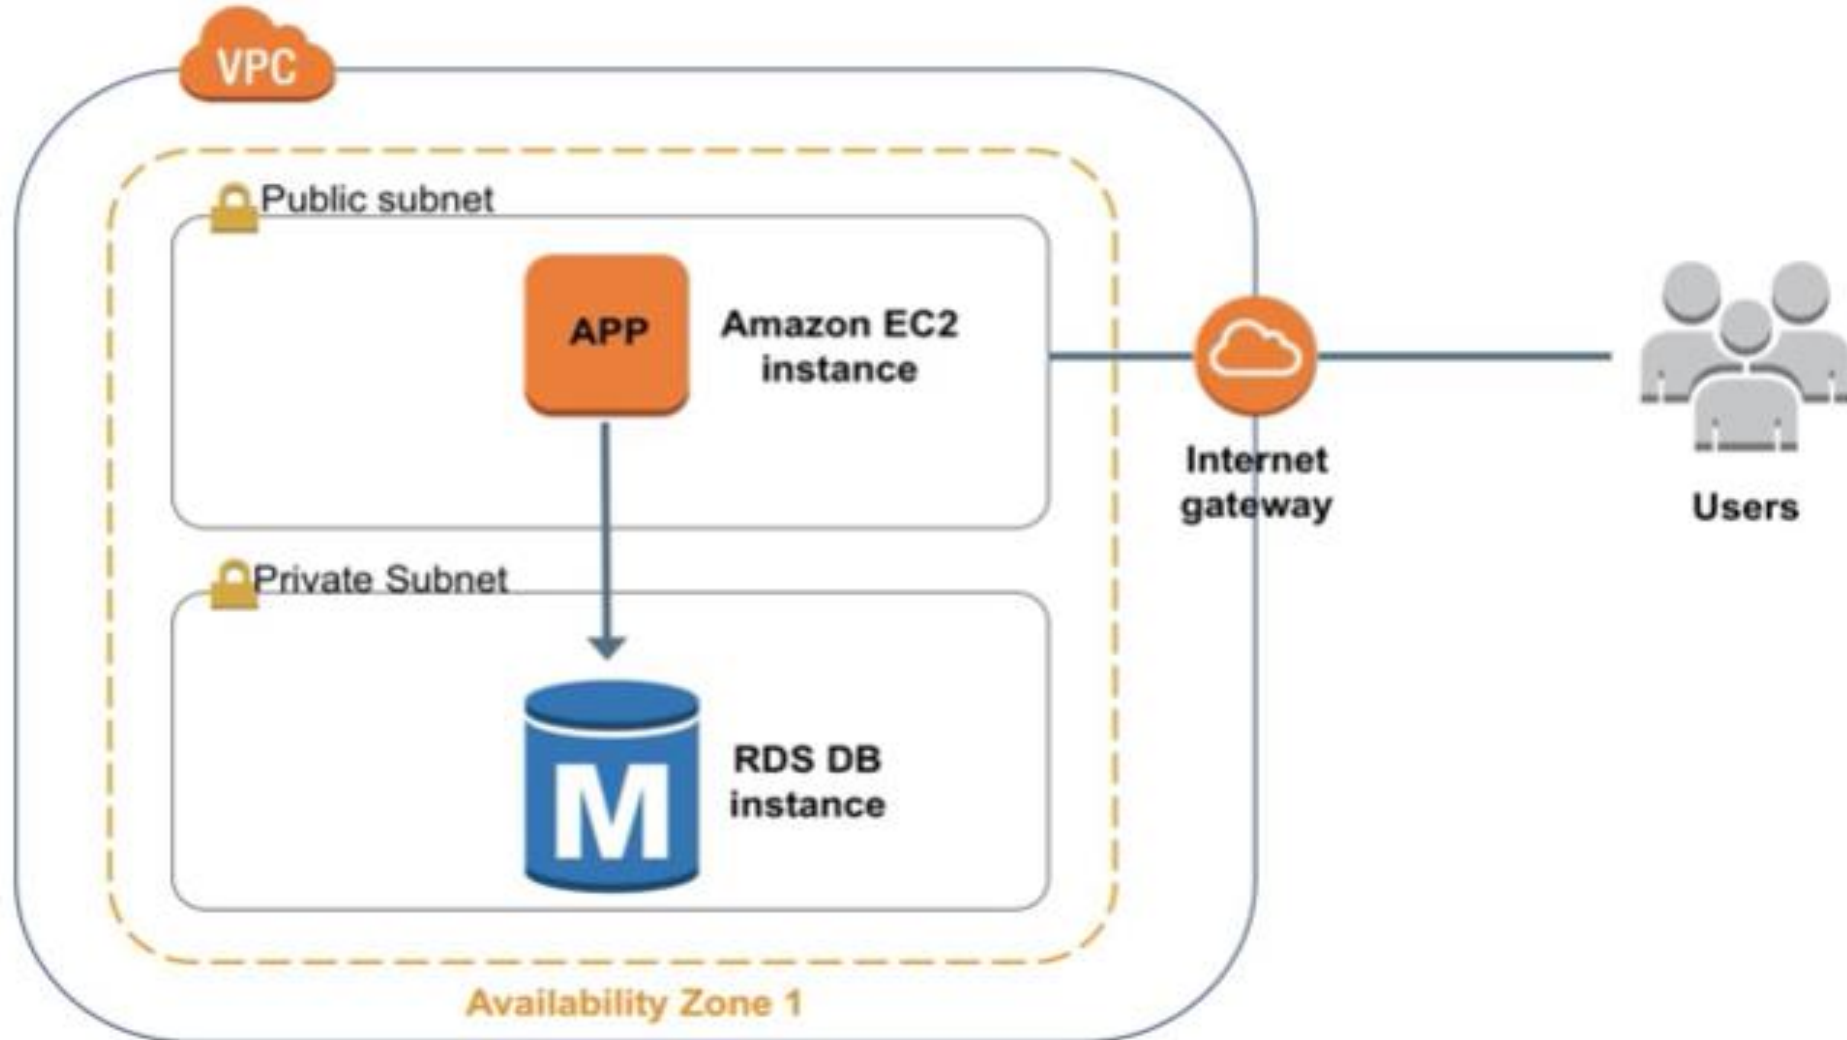 VPC
Public subnet
APP
Amazon EC2
instance
Internet
gateway
Users
Private Subnet
M
RDS DB
instance
Availability Zone 1